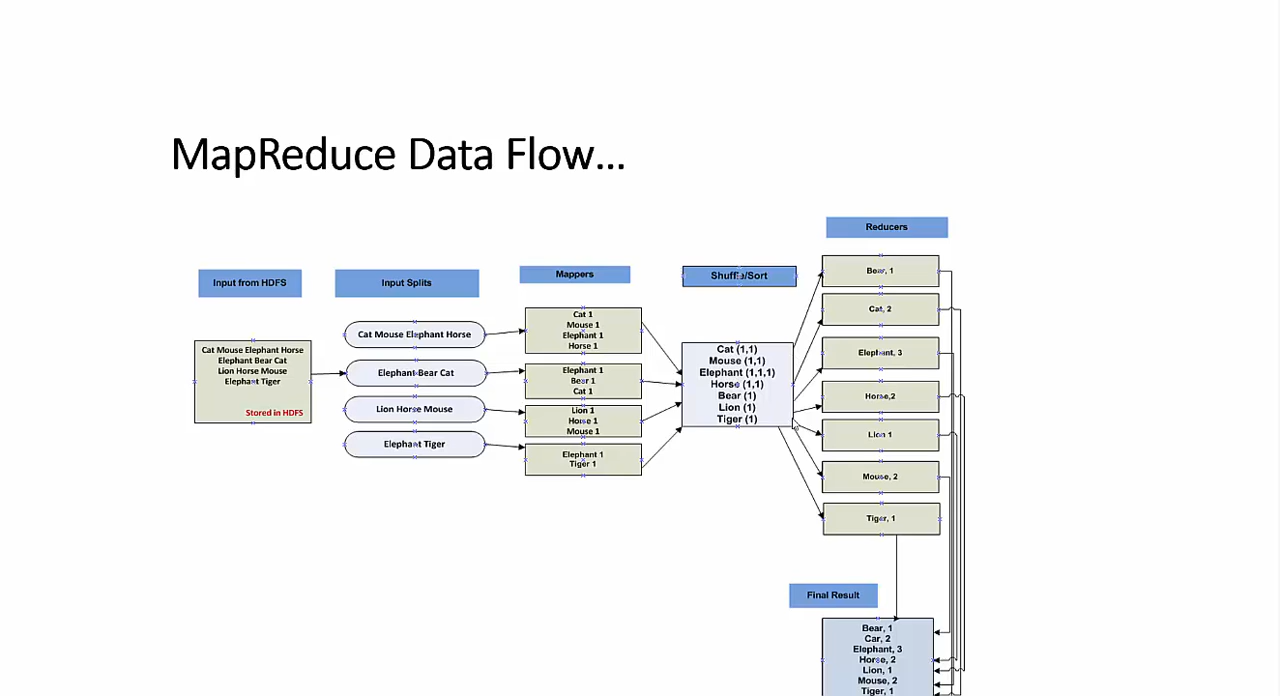 MapReduce Data Flow...
Input from HDFS
Cat Mouse Elephant Horse
Elephant Bear Cat
Lion Horse Mouse
Elephant Tiger
Stored in HDFS
Input Splits
Cat Mouse Elephant Horse
Elephant Bear Cat
Lion Horse Mouse
Elephant Tiger
Mappers
Cat 1
Mouse 1
Elephant 1
Horse 1
Elephant 1
Bear 1
Cat 1
Lion 1
Horse 1
Mouse 1
Elephant 1
Tiger 1
Shuffle/Sort
Cat (1,1)
Mouse (1,1)
Elephant (1,1,1)
Horse (1,1)
Bear (1)
Lion (1)
Tiger (1)
Reducers
Bear, 1
Cat, 2
Elephant, 3
Horse,2
Lion 1
Mouse, 2
Tiger, 1
Final Result
Bear, 1
Car, 2
Elephant, 3
Horse, 2
Lion, 1
Mouse, 2
Tiger, 1